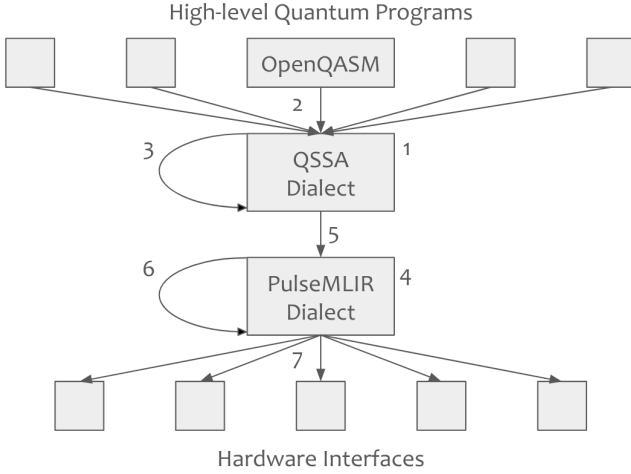 High-level Quantum Programs
OpenQASM
2
3
QSSA
Dialect
1
5
6
PulseMLIR
Dialect
4
7
Hardware Interfaces